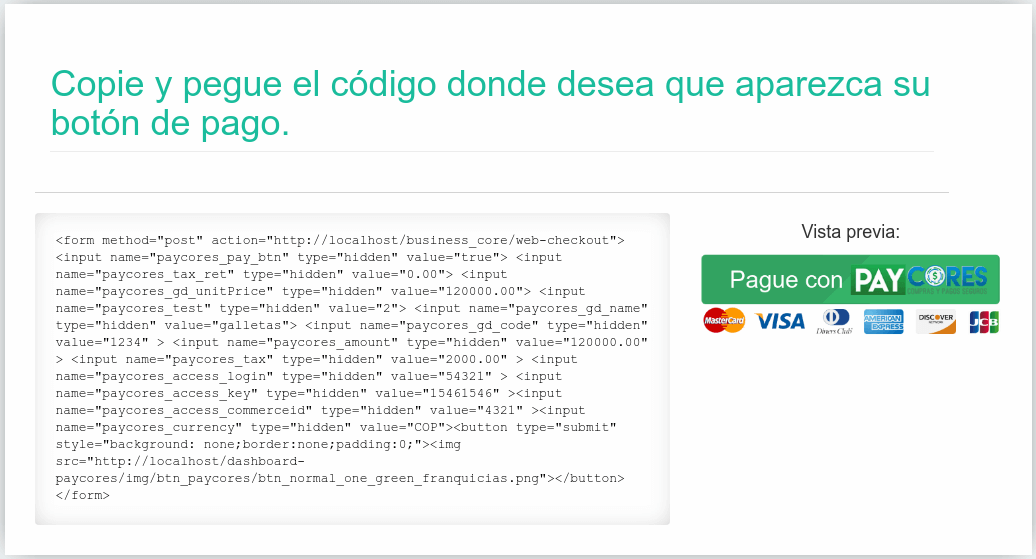 Copie y pegue el código donde desea que aparezca su
botón de pago.
<form method="post" action="http://localhost/business_core/web-checkout">
<input name="paycores_pay_btn" type="hidden" value="true"> <input
name="paycores_tax_ret" type="hidden" value="0.00"> <input
name="paycores_gd_unitPrice" type="hidden" value="120000.00"> <input
name="paycores_test" type="hidden" value="2"> <input name="paycores_gd_name"
type="hidden" value="galletas"> <input name="paycores_gd_code" type="hidden"
value="1234" > <input name="paycores_amount" type="hidden" value="120000.00"
> <input name="paycores_tax" type="hidden" value="2000.00" > <input
name="paycores_access_login" type="hidden" value="54321" > <input
name="paycores_access_key" type="hidden" value="15461546" ><input
name="paycores_access_commerceid" type="hidden" value="4321" ><input
name="paycores_currency" type="hidden" value="COP"><button type="submit"
style="background: none;border:none;padding:0;"><img
src="http://localhost/dashboard-
paycores/img/btn_paycores/btn_normal_one_green_franquicias.png"></button>
</form>
Vista previa:
Pague con PAYCORES
COMPRAS Y PAGOS SEGUROS
MasterCard VISA Diners Club AMERICAN EXPRESS DISCOVER NETWORK JCB